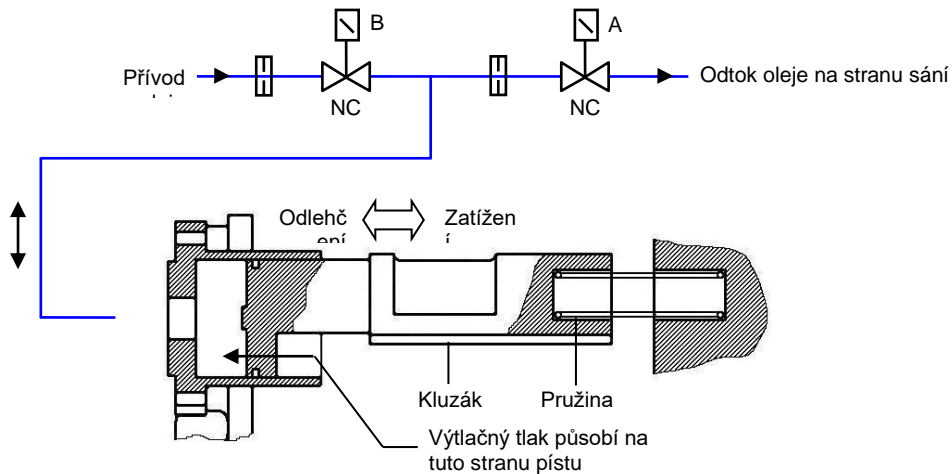 B
A
Přívod
Odtok oleje na stranu sání
NC
NC
Odlehč
ení
Zatížen
í
Kluzák
Pružina
Výtlačný tlak působí na
tuto stranu pístu